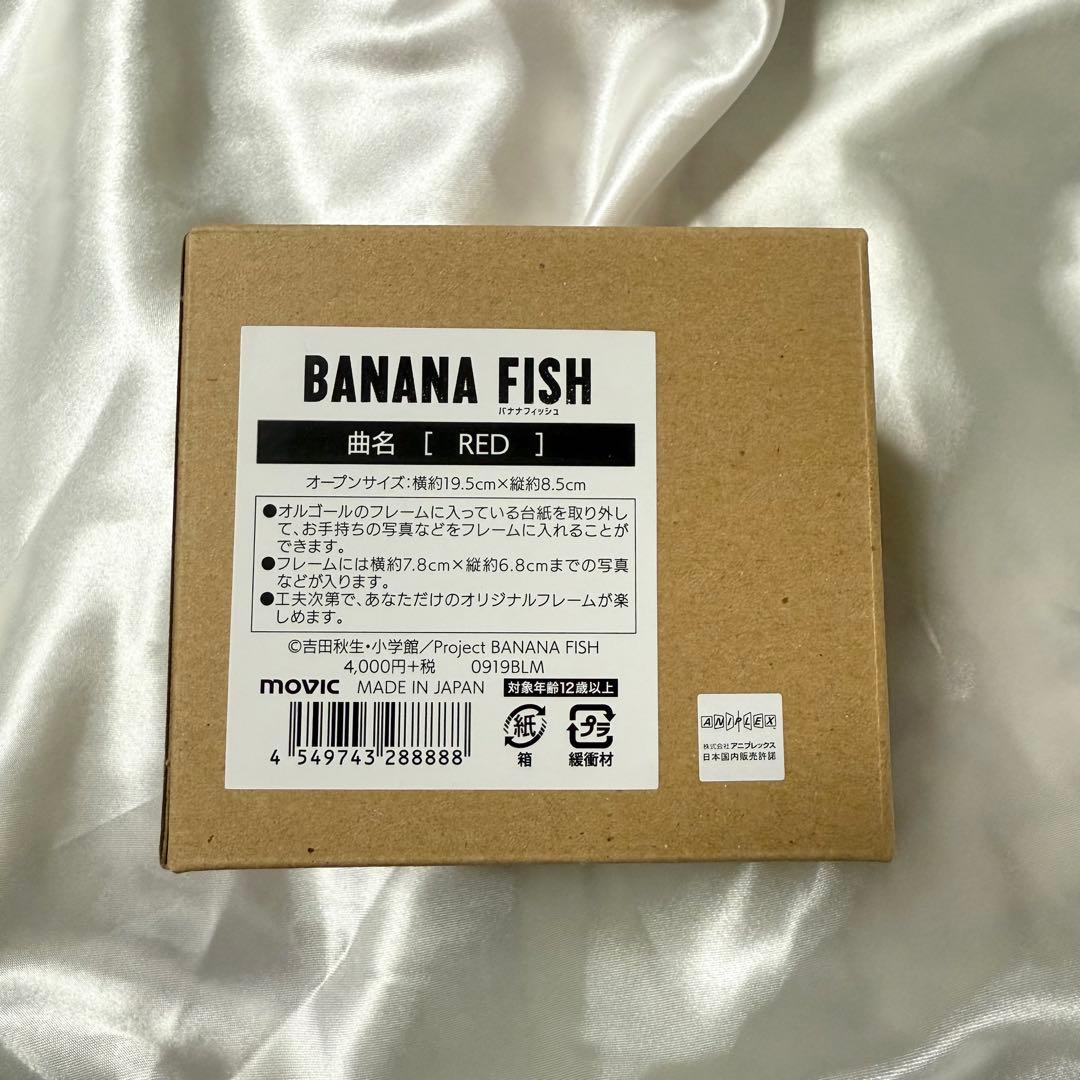 BANANA FISH
バナナフィッシュ
曲名 [ RED ]
オープンサイズ:横約19.5cm×縦約8.5cm
●オルゴールのフレームに入っている台紙を取り外し
て、お手持ちの写真などをフレームに入れることが
できます。
●フレームには横約7.8cm×縦約6.8cmまでの写真
などが入ります。
●工夫次第で、あなただけのオリジナルフレームが楽
しめます。
©吉田秋生・小学館/Project BANANA FISH
4,000円+税 0919BLM
movic MADE IN JAPAN 対象年齢12歳以上
紙 プラ
箱 緩衝材
4 549743 288888
ANIPLEX
株式会社アニプレックス
日本国内販売許諾